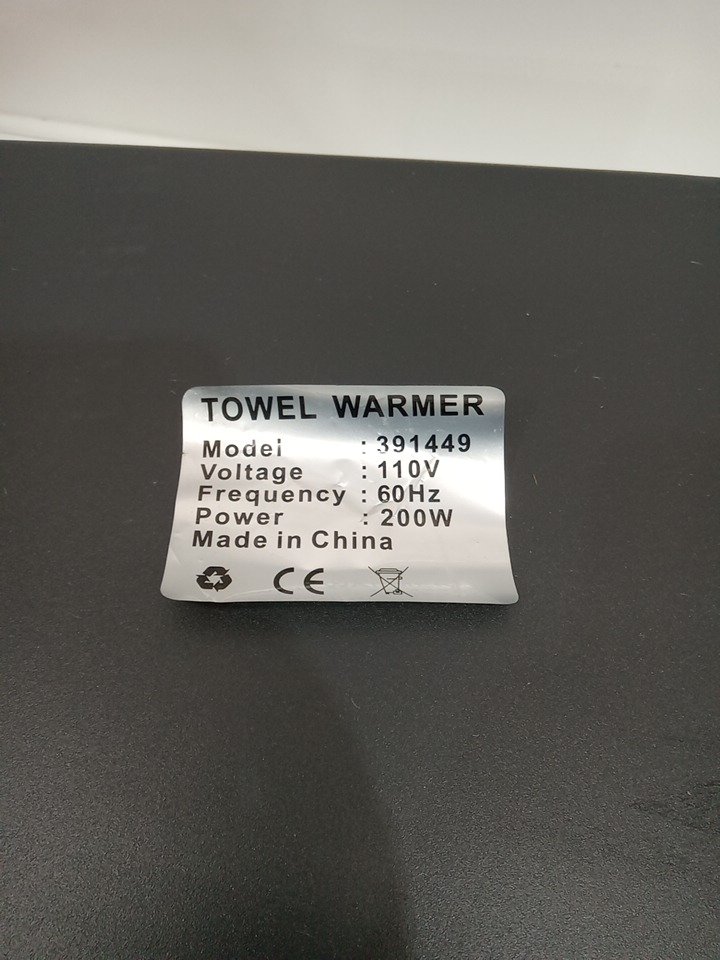 TOWEL WARMER
Model : 391449
Voltage : 110V
Frequency : 60Hz
Power : 200W
Made in China
CE